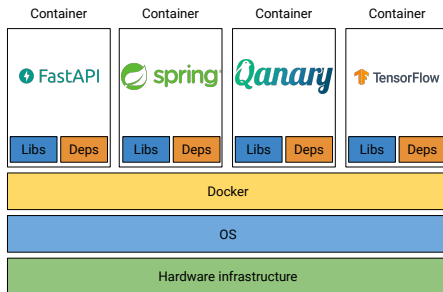 Container Container Container Container
FastAPI spring Qanary TensorFlow
Libs Deps Libs Deps Libs Deps Libs Deps
Docker
OS
Hardware infrastructure